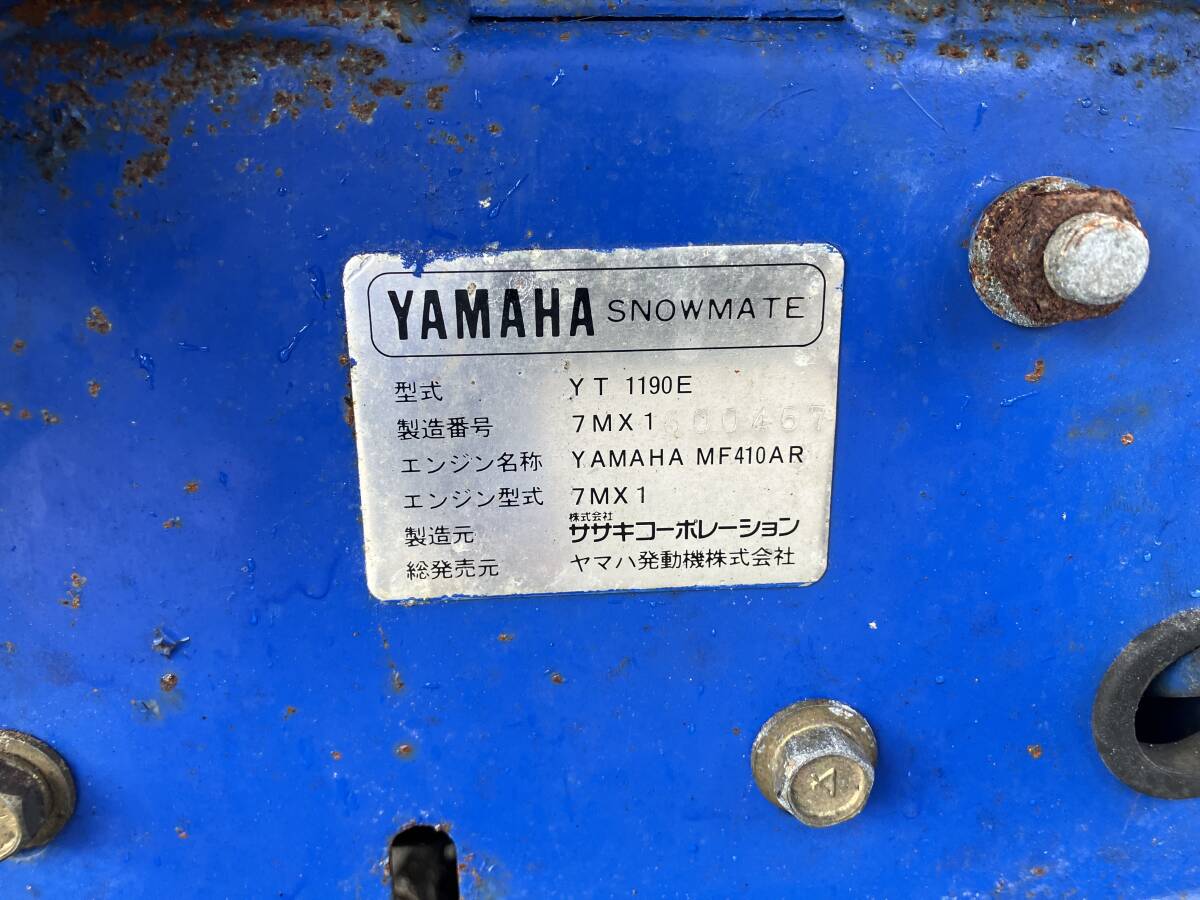 YAMAHA SNOWMATE
型式 YT 1190E
製造番号 7MX1 600467
エンジン名称 YAMAHA MF410AR
エンジン型式 7MX1
製造元 株式会社 ササキコーポレーション
総発売元 ヤマハ発動機株式会社